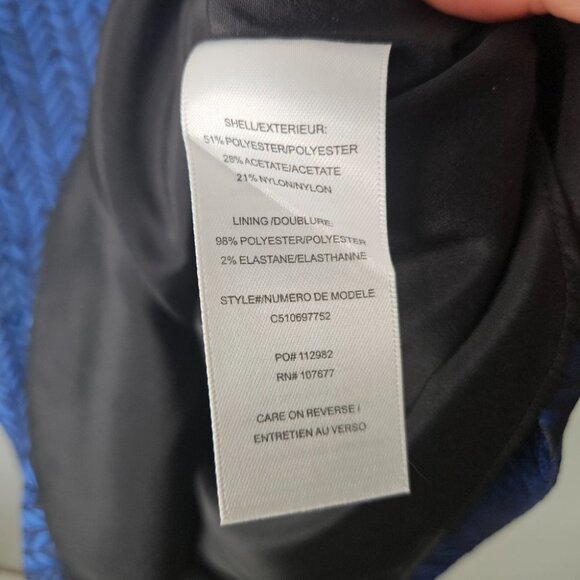 SHELL/EXTERIEUR:
51% POLYESTER/POLYESTER
28% ACETATE/ACETATE
21% NYLON/NYLON
LINING /DOUBLURE:
98% POLYESTER/POLYESTER
2% ELASTANE/ELASTHANNE
STYLE#/NUMERO DE MODELE
C510697752
PO# 112982
RN# 107677
CARE ON REVERSE /
ENTRETIEN AU VERSO